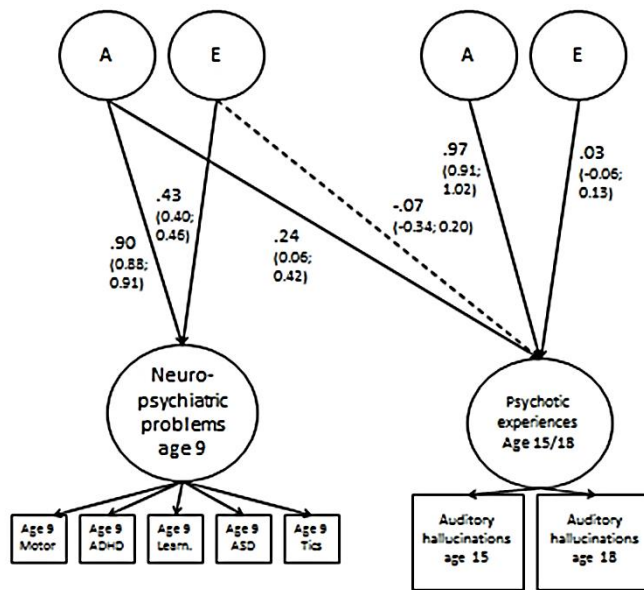 A
E
A
E
.97
(0.91;
1.02)
.03
(-0.06;
0.13)
.43
(0.40;
0.46)
-.07
(-0.34; 0.20)
.90
(0.88;
0.91)
.24
(0.06;
0.42)
Neuro-
psychiatric
problems
age 9
Psychotic
experiences
Age 15/18
Age 9
Motor
Age 9
ADHD
Age 9
Learn.
Age 9
ASD
Age 9
Tics
Auditory
hallucinations
age 15
Auditory
hallucinations
age 18